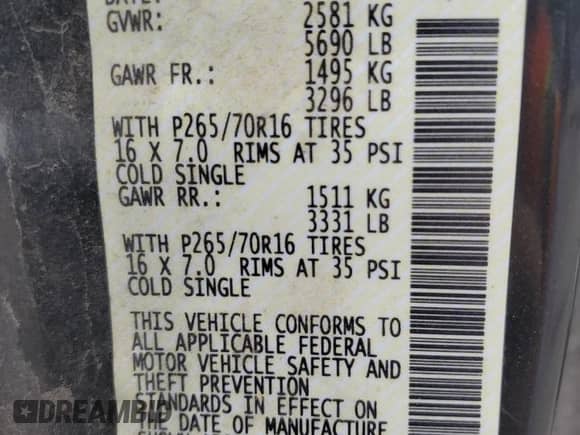 DATE:
GVWR: 2581 KG
5690 LB
GAWR FR.: 1495 KG
3296 LB
WITH P265/70R16 TIRES
16 X 7.0 RIMS AT 35 PSI
COLD SINGLE
GAWR RR.: 1511 KG
3331 LB
WITH P265/70R16 TIRES
16 X 7.0 RIMS AT 35 PSI
COLD SINGLE
THIS VEHICLE CONFORMS TO
ALL APPLICABLE FEDERAL
MOTOR VEHICLE SAFETY AND
THEFT PREVENTION
STANDARDS IN EFFECT ON
THE DATE OF MANUFACTURE
DREAMBID